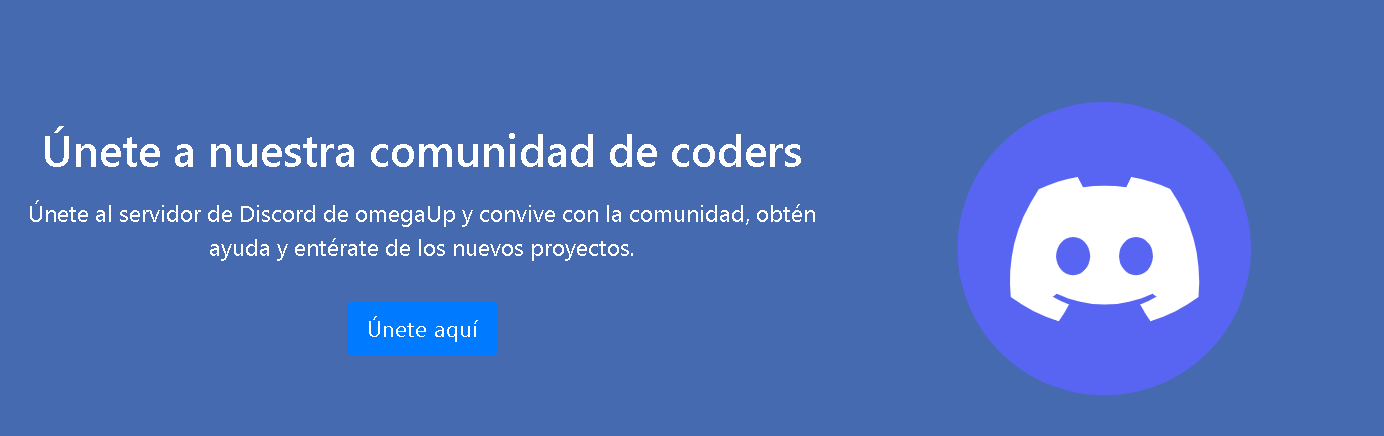 Únete a nuestra comunidad de coders
Únete al servidor de Discord de omegaUp y convive con la comunidad, obtén
ayuda y entérate de los nuevos proyectos.
Únete aquí